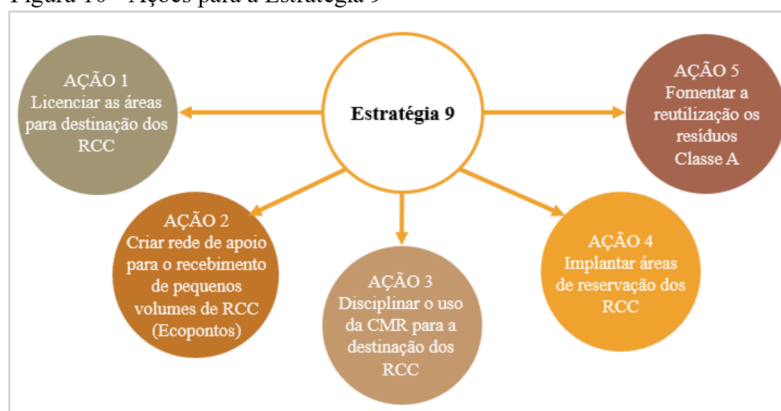 Figura 10 - Ações para a Estratégia 9
Estratégia 9
AÇÃO 1
Licenciar as áreas
para destinação dos
RCC
AÇÃO 2
Criar rede de apoio
para o recebimento
de pequenos
volumes de RCC
(Ecopontos)
AÇÃO 3
Disciplinar o uso
da CMR para a
destinação dos
RCC
AÇÃO 4
Implantar áreas
de reservação dos
RCC
AÇÃO 5
Fomentar a
reutilização os
resíduos
Classe A